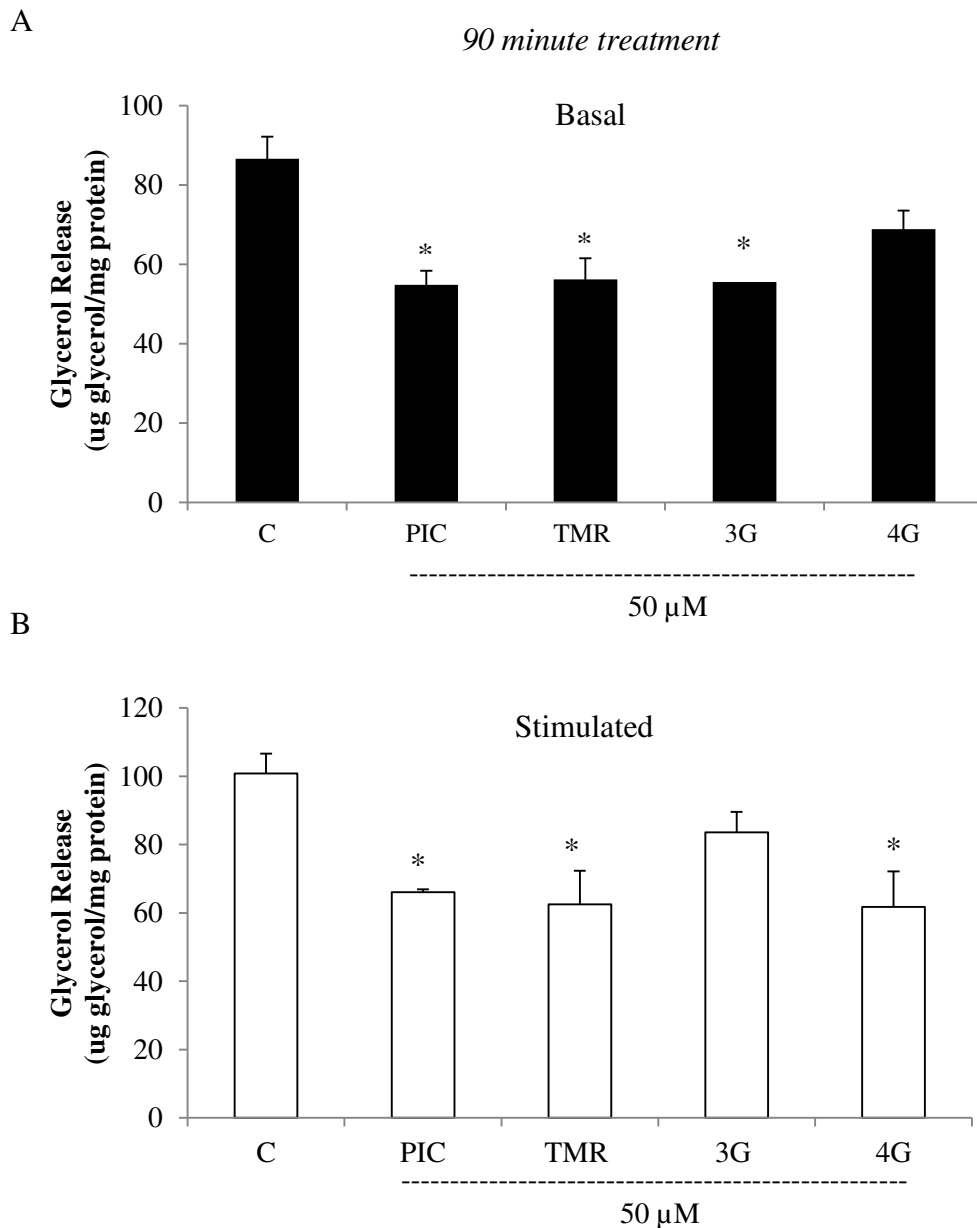 A
90 minute treatment
Basal
Glycerol Release
(ug glycerol/mg protein)
100
80
60
40
20
0
*
*
*
C PIC TMR 3G 4G
----------------------------------------------
50 µM
B
Stimulated
Glycerol Release
(ug glycerol/mg protein)
120
100
80
60
40
20
0
*
*
*
C PIC TMR 3G 4G
----------------------------------------------
50 µM